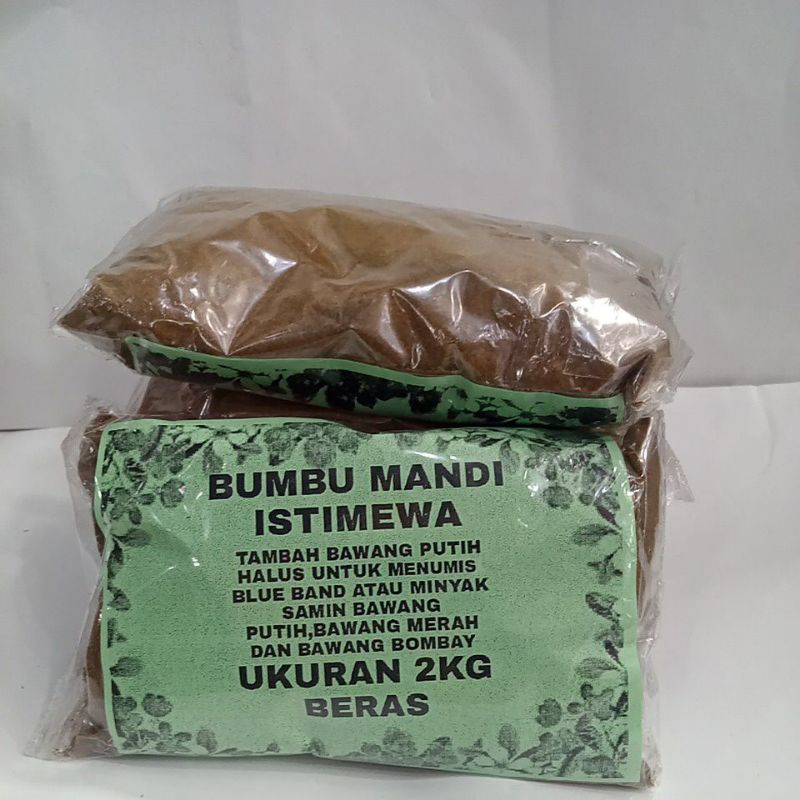 BUMBU MANDI
ISTIMEWA
TAMBAH BAWANG PUTIH
HALUS UNTUK MENUMIS
BLUE BAND ATAU MINYAK
SAMIN BAWANG
PUTIH,BAWANG MERAH
DAN BAWANG BOMBAY
UKURAN 2KG
BERAS